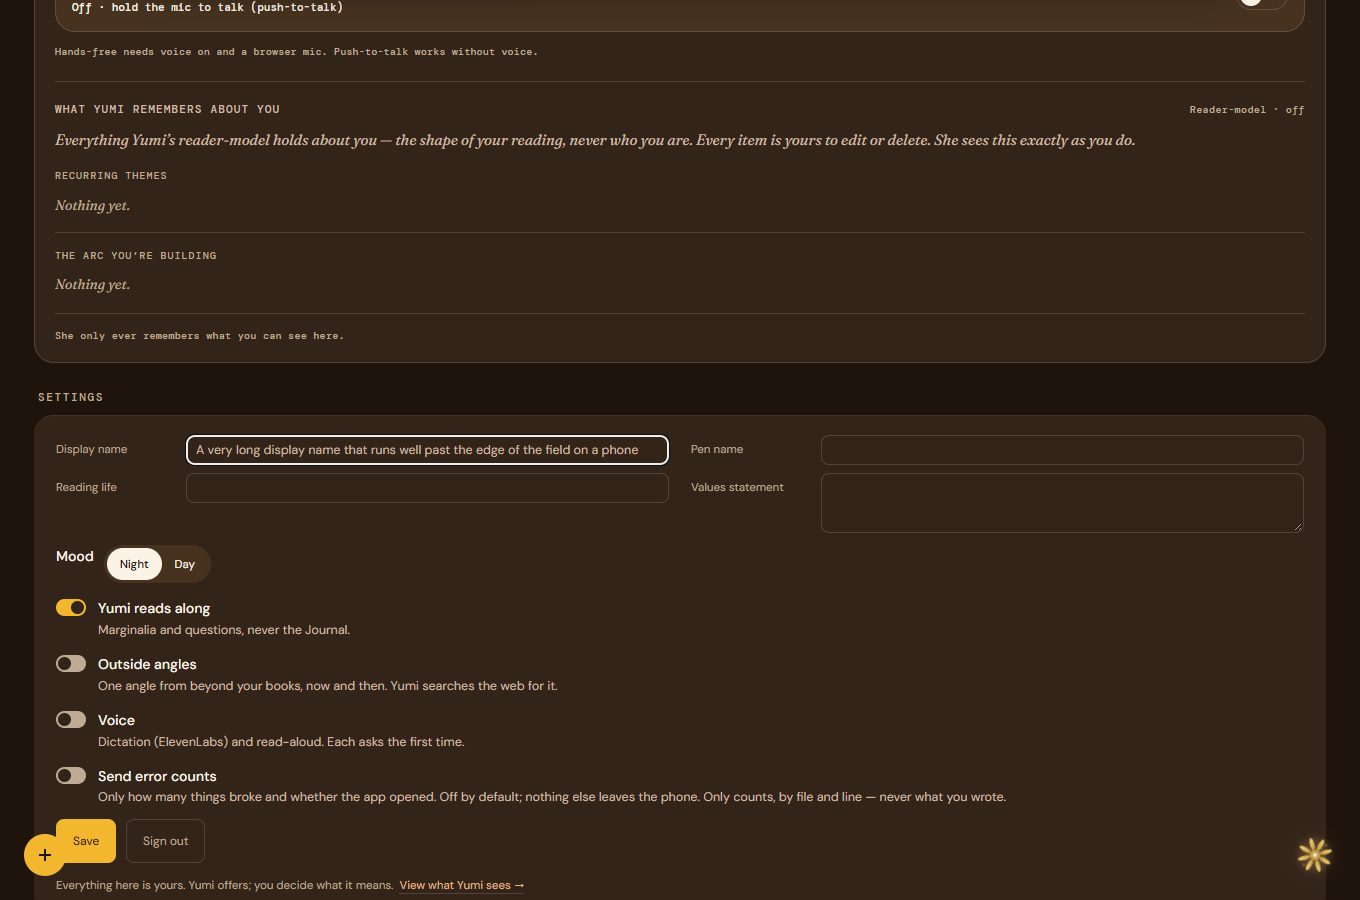 Off · hold the mic to talk (push-to-talk)
Hands-free needs voice on and a browser mic. Push-to-talk works without voice.
WHAT YUMI REMEMBERS ABOUT YOU
Reader-model · off
Everything Yumi’s reader-model holds about you — the shape of your reading, never who you are. Every item is yours to edit or delete. She sees this exactly as you do.
RECURRING THEMES
Nothing yet.
THE ARC YOU’RE BUILDING
Nothing yet.
She only ever remembers what you can see here.
SETTINGS
Display name
A very long display name that runs well past the edge of the field on a phone
Pen name
Reading life
Values statement
Mood
Night
Day
Yumi reads along
Marginalia and questions, never the Journal.
Outside angles
One angle from beyond your books, now and then. Yumi searches the web for it.
Voice
Dictation (ElevenLabs) and read-aloud. Each asks the first time.
Send error counts
Only how many things broke and whether the app opened. Off by default; nothing else leaves the phone. Only counts, by file and line — never what you wrote.
+
Save
Sign out
Everything here is yours. Yumi offers; you decide what it means. View what Yumi sees →